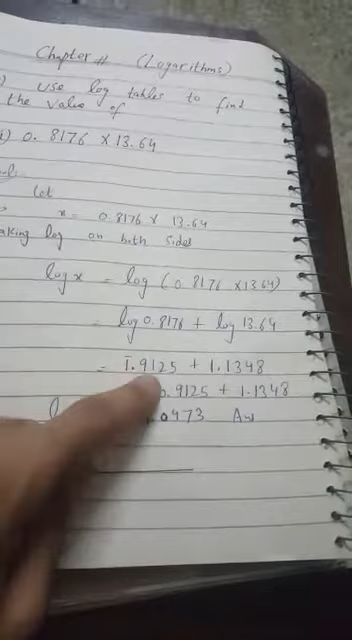 Chapter # (Logarithms)
use log tables to find
the value of
0.8176 × 13.64
Let
x = 0.8176 × 13.64
log on both sides
log x = log (0.8176 × 13.64)
= log 0.8176 + log 13.64
= 1̄.9125 + 1.1348
0.9125 + 1.1348
.0473 Ans